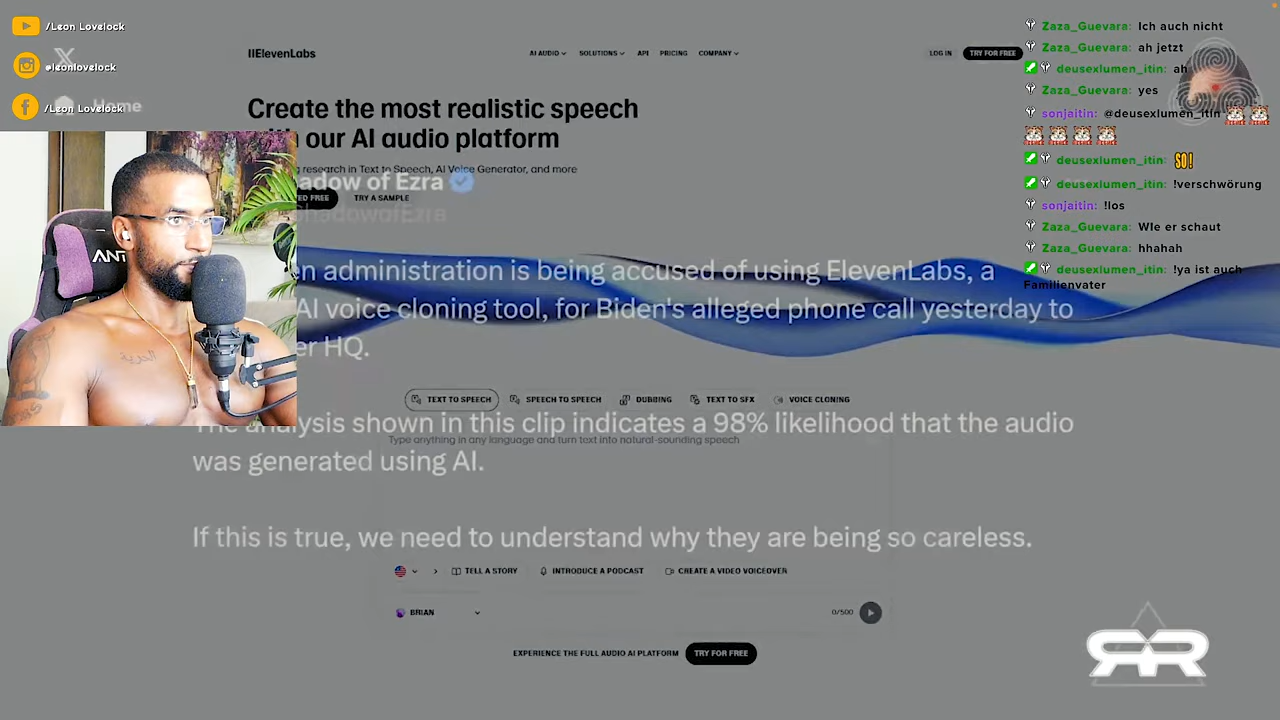 /Leon Lovelock
@leonlovelock
/Leon Lovelock
Home
IIElevenLabs
AI AUDIO
SOLUTIONS
API
PRICING
COMPANY
LOG IN
TRY FOR FREE
Create the most realistic speech
our AI audio platform
research in Text to Speech, AI Voice Generator, and more
FREE
TRY A SAMPLE
adow of Ezra
ShadowofEzra
en administration is being accused of using ElevenLabs, a
AI voice cloning tool, for Biden's alleged phone call yesterday to
er HQ.
TEXT TO SPEECH
SPEECH TO SPEECH
DUBBING
TEXT TO SFX
VOICE CLONING
The analysis shown in this clip indicates a 98% likelihood that the audio
was generated using AI.
Type anything in any language and turn text into natural-sounding speech
If this is true, we need to understand why they are being so careless.
TELL A STORY
INTRODUCE A PODCAST
CREATE A VIDEO VOICEOVER
BRIAN
0/500
EXPERIENCE THE FULL AUDIO AI PLATFORM
TRY FOR FREE
Zaza_Guevara: Ich auch nicht
Zaza_Guevara: ah jetzt
deusexlumen_itin: ah
Zaza_Guevara: yes
sonjaitin: @deusexlumen_itin
deusexlumen_itin: SO!
deusexlumen_itin: !verschwörung
sonjaitin: !los
Zaza_Guevara: WIe er schaut
Zaza_Guevara: hhahah
deusexlumen_itin: !ya ist auch
Familienvater
ANT
RR